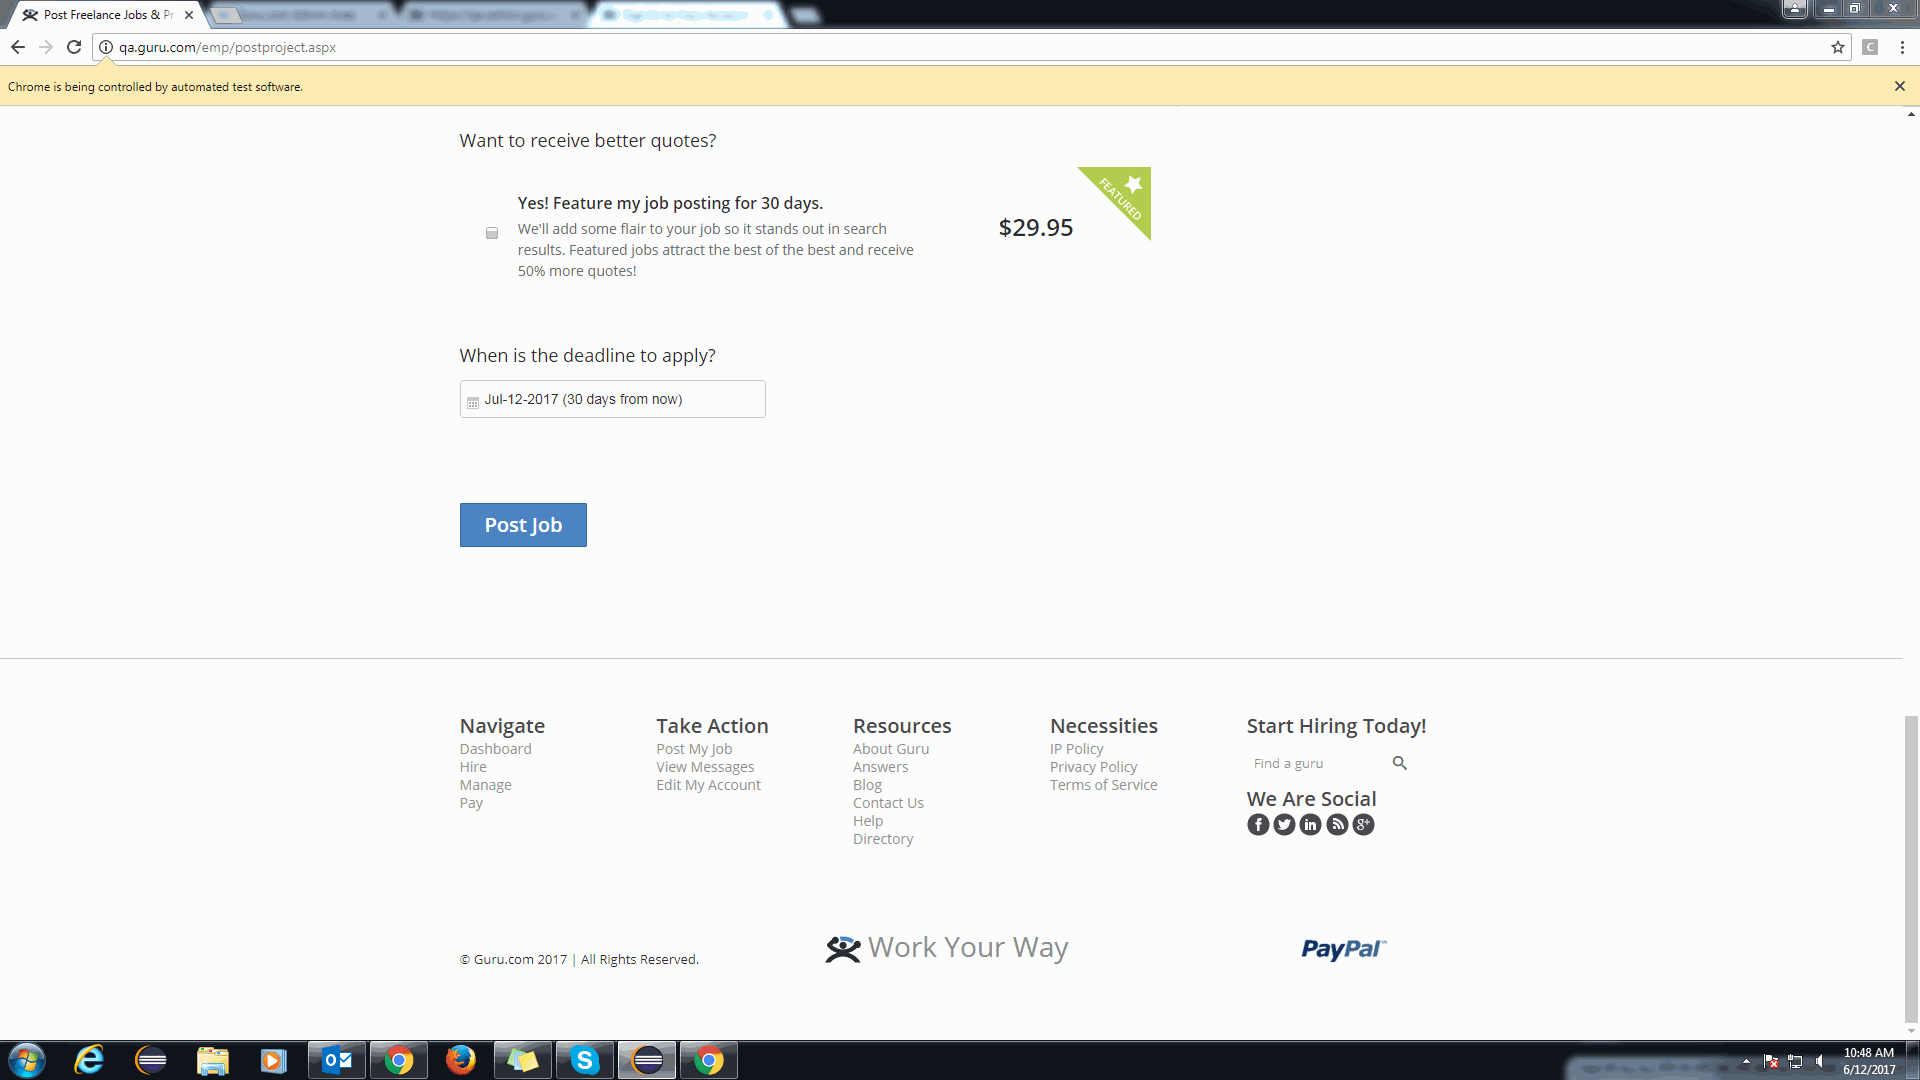 Post Freelance Jobs & Pr
qa.guru.com/emp/postproject.aspx
Chrome is being controlled by automated test software.
Want to receive better quotes?
Yes! Feature my job posting for 30 days.
We'll add some flair to your job so it stands out in search
results. Featured jobs attract the best of the best and receive
50% more quotes!
$29.95
FEATURED
When is the deadline to apply?
Jul-12-2017 (30 days from now)
Post Job
Navigate
Dashboard
Hire
Manage
Pay
Take Action
Post My Job
View Messages
Edit My Account
Resources
About Guru
Answers
Blog
Contact Us
Help
Directory
Necessities
IP Policy
Privacy Policy
Terms of Service
Start Hiring Today!
Find a guru
We Are Social
© Guru.com 2017 | All Rights Reserved.
Work Your Way
PayPal™
10:48 AM
6/12/2017